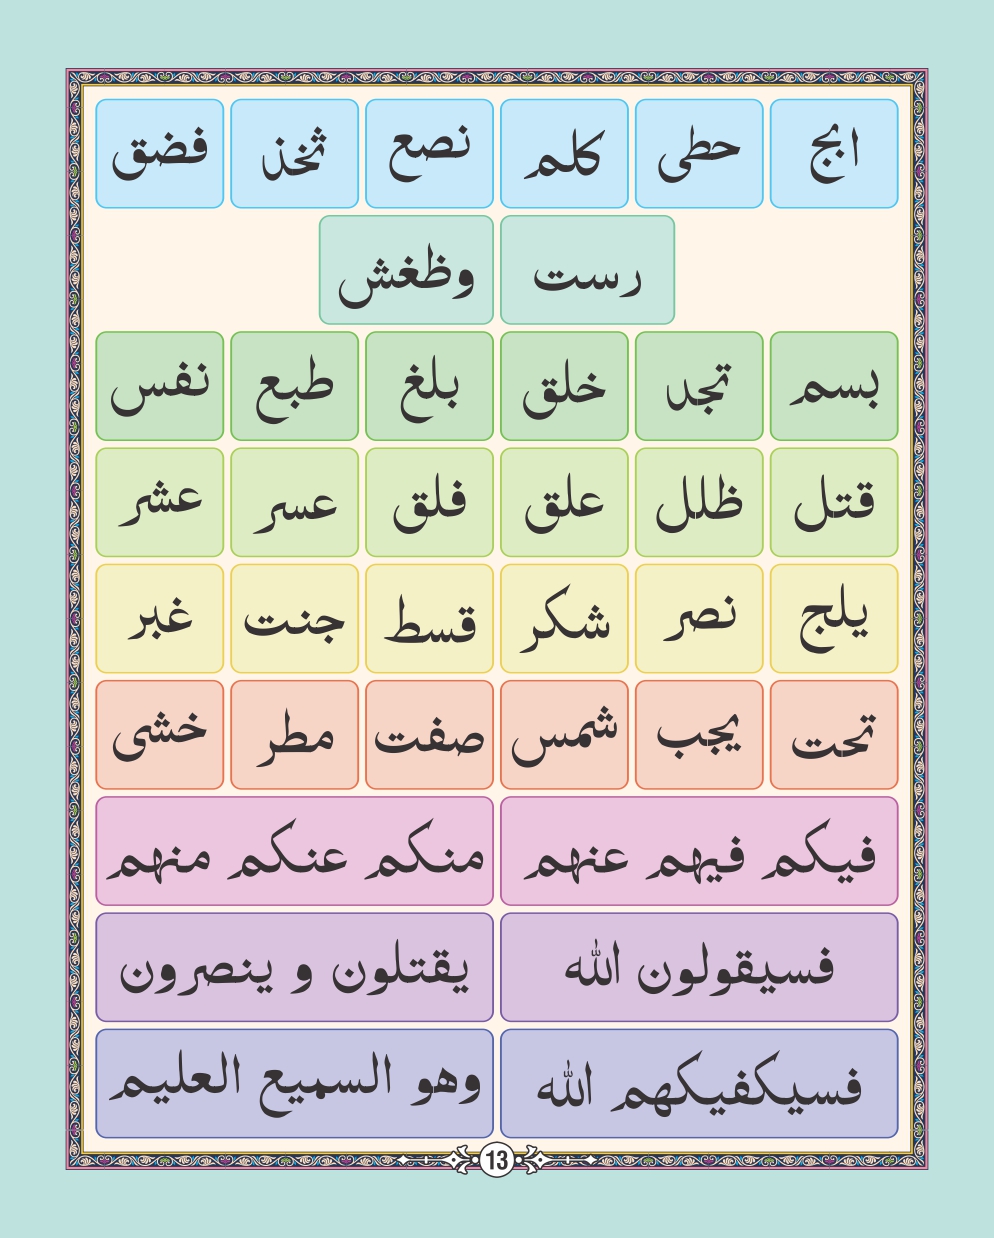 ابج حطی کلم نصع ثخذ فضق
رست وظغش
بسم تجد خلق بلغ طبع نفس
قتل ظلل علق فلق عسر عشر
یلج نصر شکر قسط جنت غبر
تحت یجب شمس صفت مطر خشی
فیکم فیهم عنهم منکم عنکم منهم
فسیقولون الله یقتلون و ینصرون
فسیکفیکهم الله وهو السمیع العلیم
13